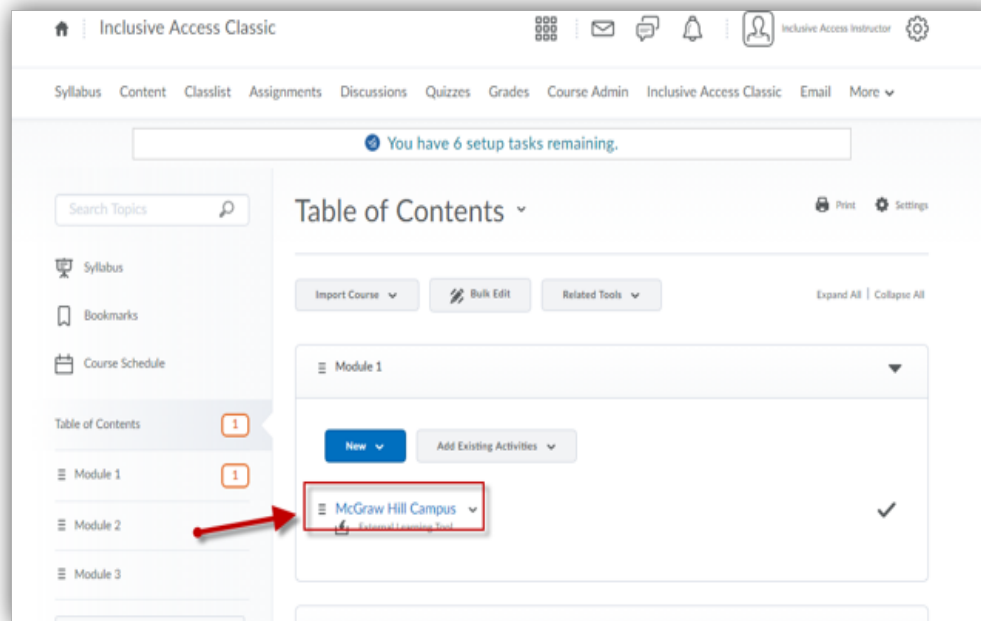 Inclusive Access Classic
Inclusive Access Instructor
Syllabus Content Classlist Assignments Discussions Quizzes Grades Course Admin Inclusive Access Classic Email More
You have 6 setup tasks remaining.
Search Topics
Table of Contents
Print Settings
Syllabus
Bookmarks
Course Schedule
Import Course Bulk Edit Related Tools Expand All | Collapse All
Module 1
Table of Contents 1
Module 1 1
Module 2
Module 3
New Add Existing Activities
McGraw Hill Campus
External Learning Tool